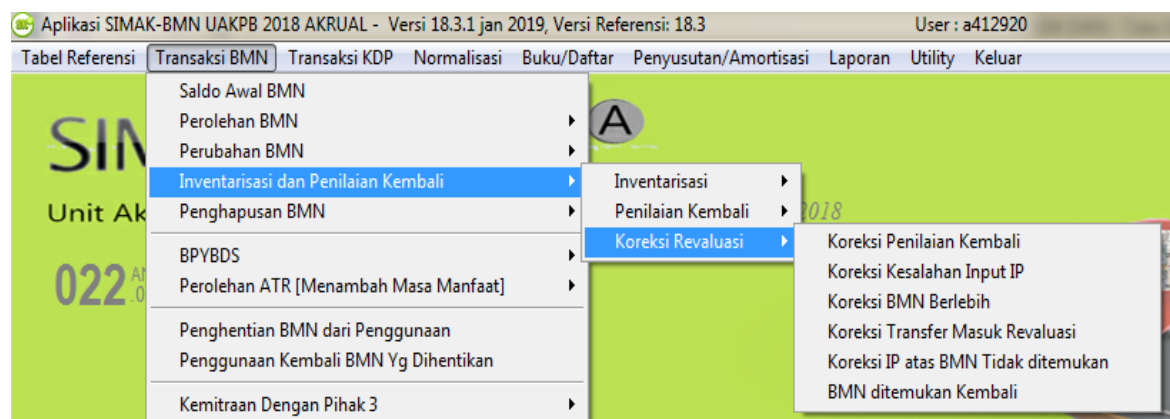 Aplikasi SIMAK-BMN UAKPB 2018 AKRUAL - Versi 18.3.1 jan 2019, Versi Referensi: 18.3 User : a412920
Tabel Referensi Transaksi BMN Transaksi KDP Normalisasi Buku/Daftar Penyusutan/Amortisasi Laporan Utility Keluar
Saldo Awal BMN
Perolehan BMN
Perubahan BMN
Inventarisasi dan Penilaian Kembali
Penghapusan BMN
BPYBDS
Perolehan ATR [Menambah Masa Manfaat]
Penghentian BMN dari Penggunaan
Penggunaan Kembali BMN Yg Dihentikan
Kemitraan Dengan Pihak 3
Inventarisasi
Penilaian Kembali
Koreksi Revaluasi
Koreksi Penilaian Kembali
Koreksi Kesalahan Input IP
Koreksi BMN Berlebih
Koreksi Transfer Masuk Revaluasi
Koreksi IP atas BMN Tidak ditemukan
BMN ditemukan Kembali
A
Unit Ak
2018
022